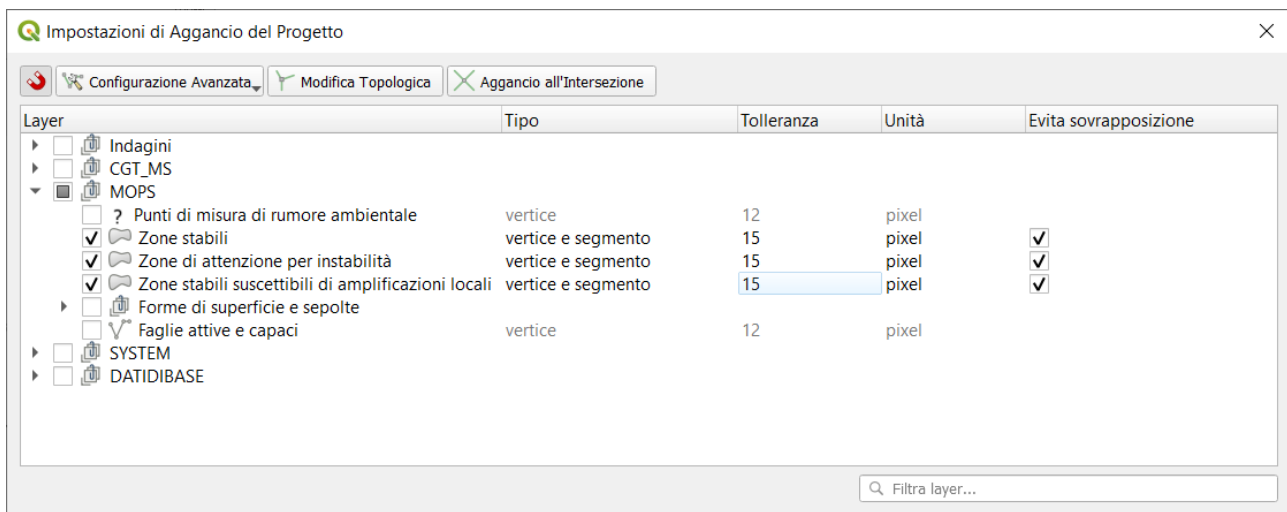 Impostazioni di Aggancio del Progetto
Configurazione Avanzata Modifica Topologica Aggancio all'Intersezione
Layer Tipo Tolleranza Unità Evita sovrapposizione
Indagini
CGT_MS
MOPS
? Punti di misura di rumore ambientale vertice 12 pixel
Zone stabili vertice e segmento 15 pixel
Zone di attenzione per instabilità vertice e segmento 15 pixel
Zone stabili suscettibili di amplificazioni locali vertice e segmento 15 pixel
Forme di superficie e sepolte
Faglie attive e capaci vertice 12 pixel
SYSTEM
DATIDIBASE
Filtra layer...